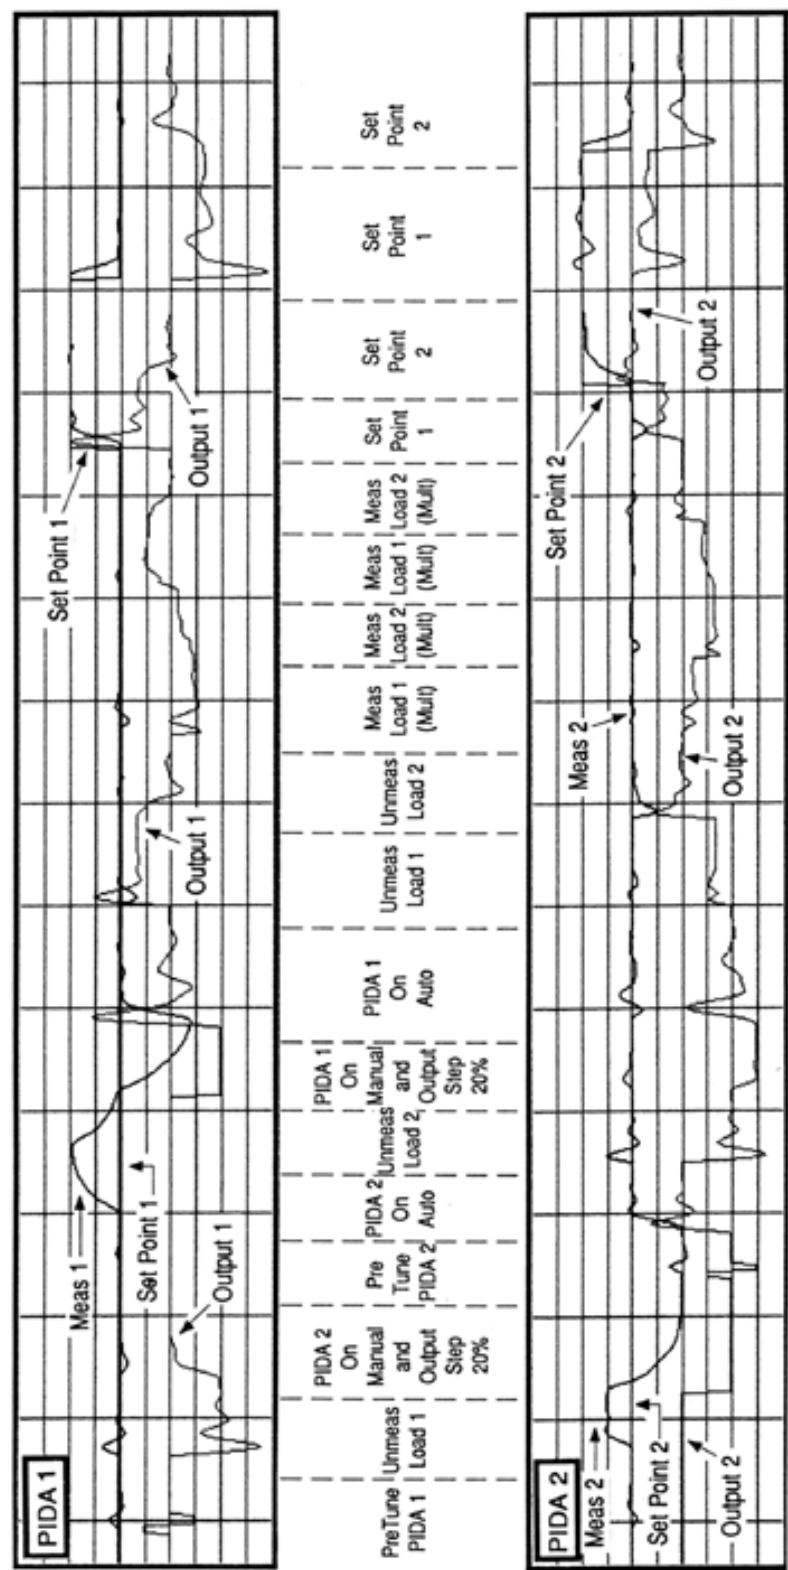 PIDA 1
Meas 1
Set Point 1
Output 1
Output 1
Set Point 1
Output 1
PreTune
PIDA 1
Unmeas
Load 1
PIDA 2
On
Manual
and
Output
Step
20%
Pre
Tune
PIDA 2
PIDA 2
On
Auto
Unmeas
Load 2
PIDA 1
On
Manual
and
Output
Step
20%
PIDA 1
On
Auto
Unmeas
Load 1
Unmeas
Load 2
Meas
Load 1
(Mult)
Meas
Load 2
(Mult)
Meas
Load 1
(Mult)
Meas
Load 2
(Mult)
Set
Point
1
Set
Point
2
Set
Point
1
Set
Point
2
PIDA 2
Meas 2
Set Point 2
Output 2
Meas 2
Output 2
Set Point 2
Output 2